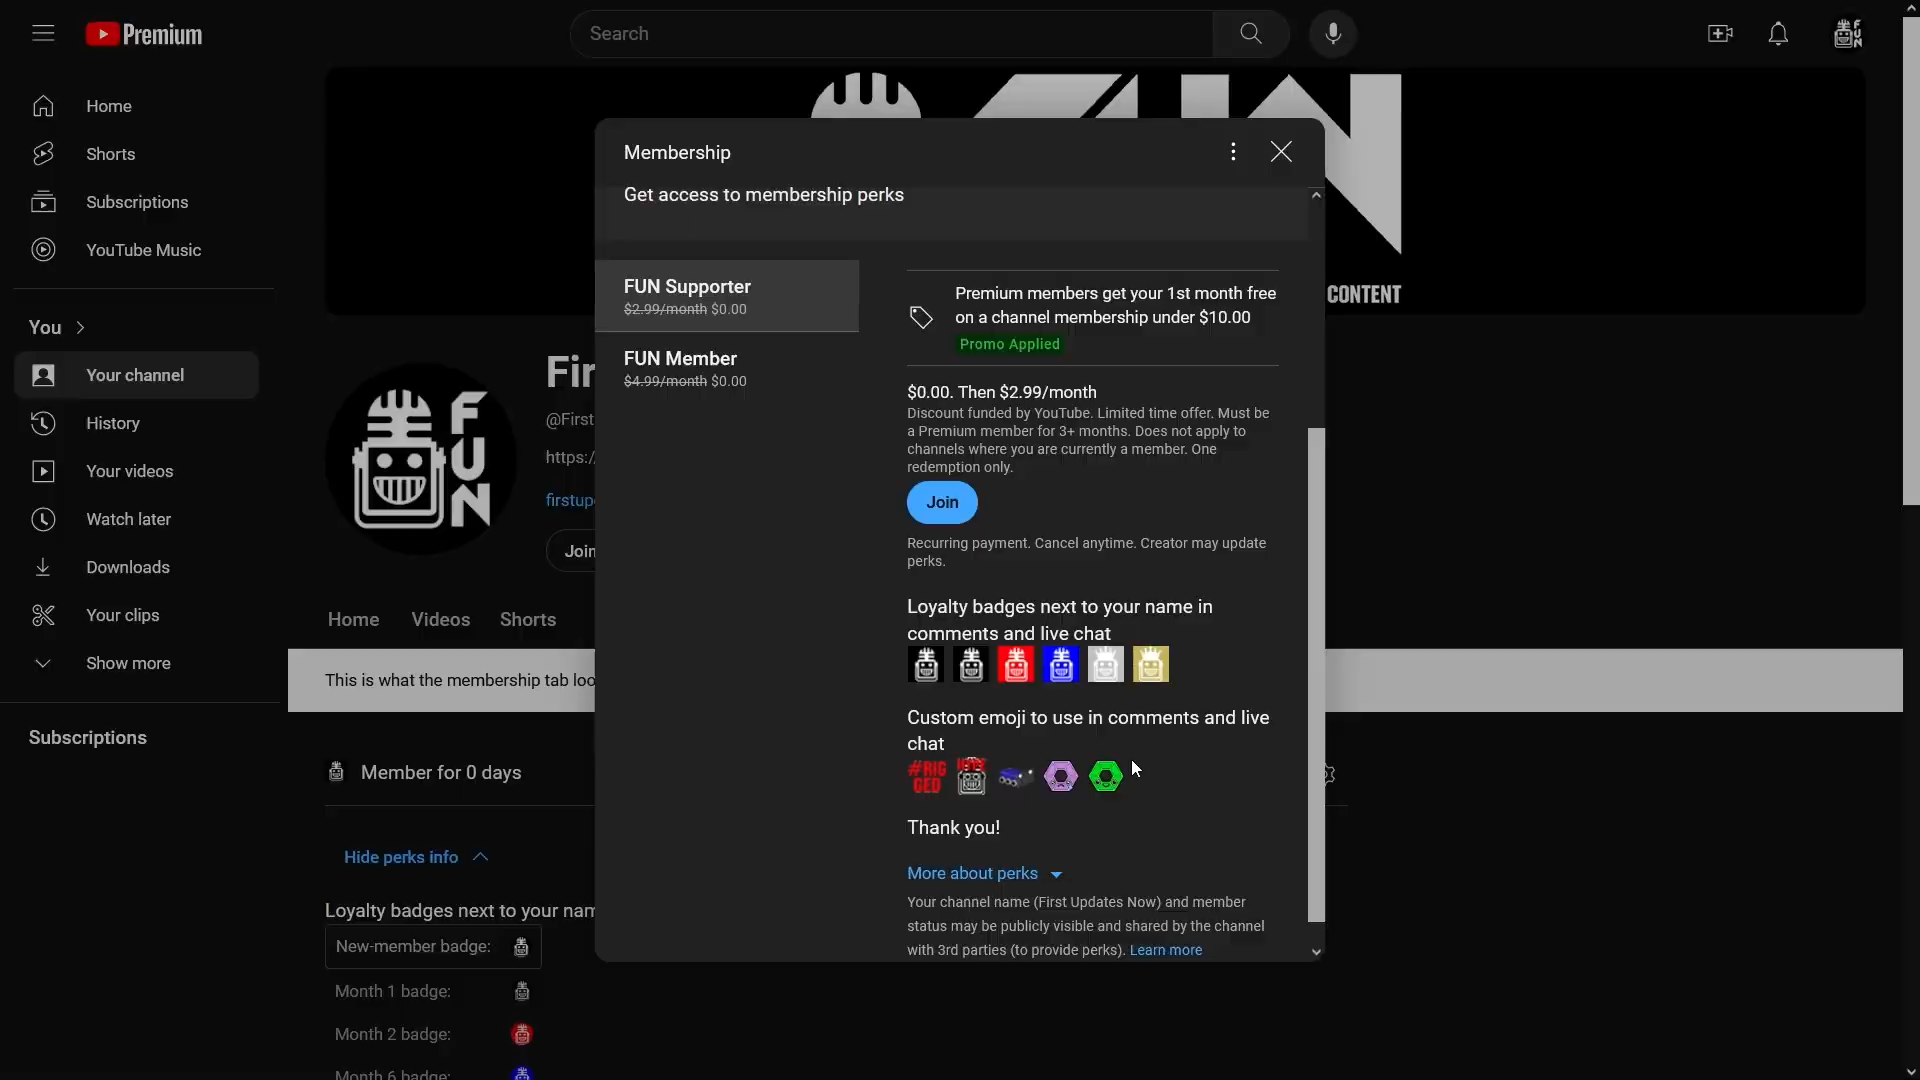 Premium
Search
FUN
Home
Shorts
Subscriptions
YouTube Music
You
Your channel
History
Your videos
Watch later
Downloads
Your clips
Show more
Subscriptions
CONTENT
FUN
Fir
@First
https:/
firstup
Join
Home
Videos
Shorts
This is what the membership tab loo
Member for 0 days
Hide perks info
Loyalty badges next to your nam
New-member badge:
Month 1 badge:
Month 2 badge:
Month 6 badge:
Membership
Get access to membership perks
FUN Supporter
$2.99/month $0.00
FUN Member
$4.99/month $0.00
Premium members get your 1st month free
on a channel membership under $10.00
Promo Applied
$0.00. Then $2.99/month
Discount funded by YouTube. Limited time offer. Must be
a Premium member for 3+ months. Does not apply to
channels where you are currently a member. One
redemption only.
Join
Recurring payment. Cancel anytime. Creator may update
perks.
Loyalty badges next to your name in
comments and live chat
Custom emoji to use in comments and live
chat
#RIG
GED
HYPE
Thank you!
More about perks
Your channel name (First Updates Now) and member
status may be publicly visible and shared by the channel
with 3rd parties (to provide perks). Learn more